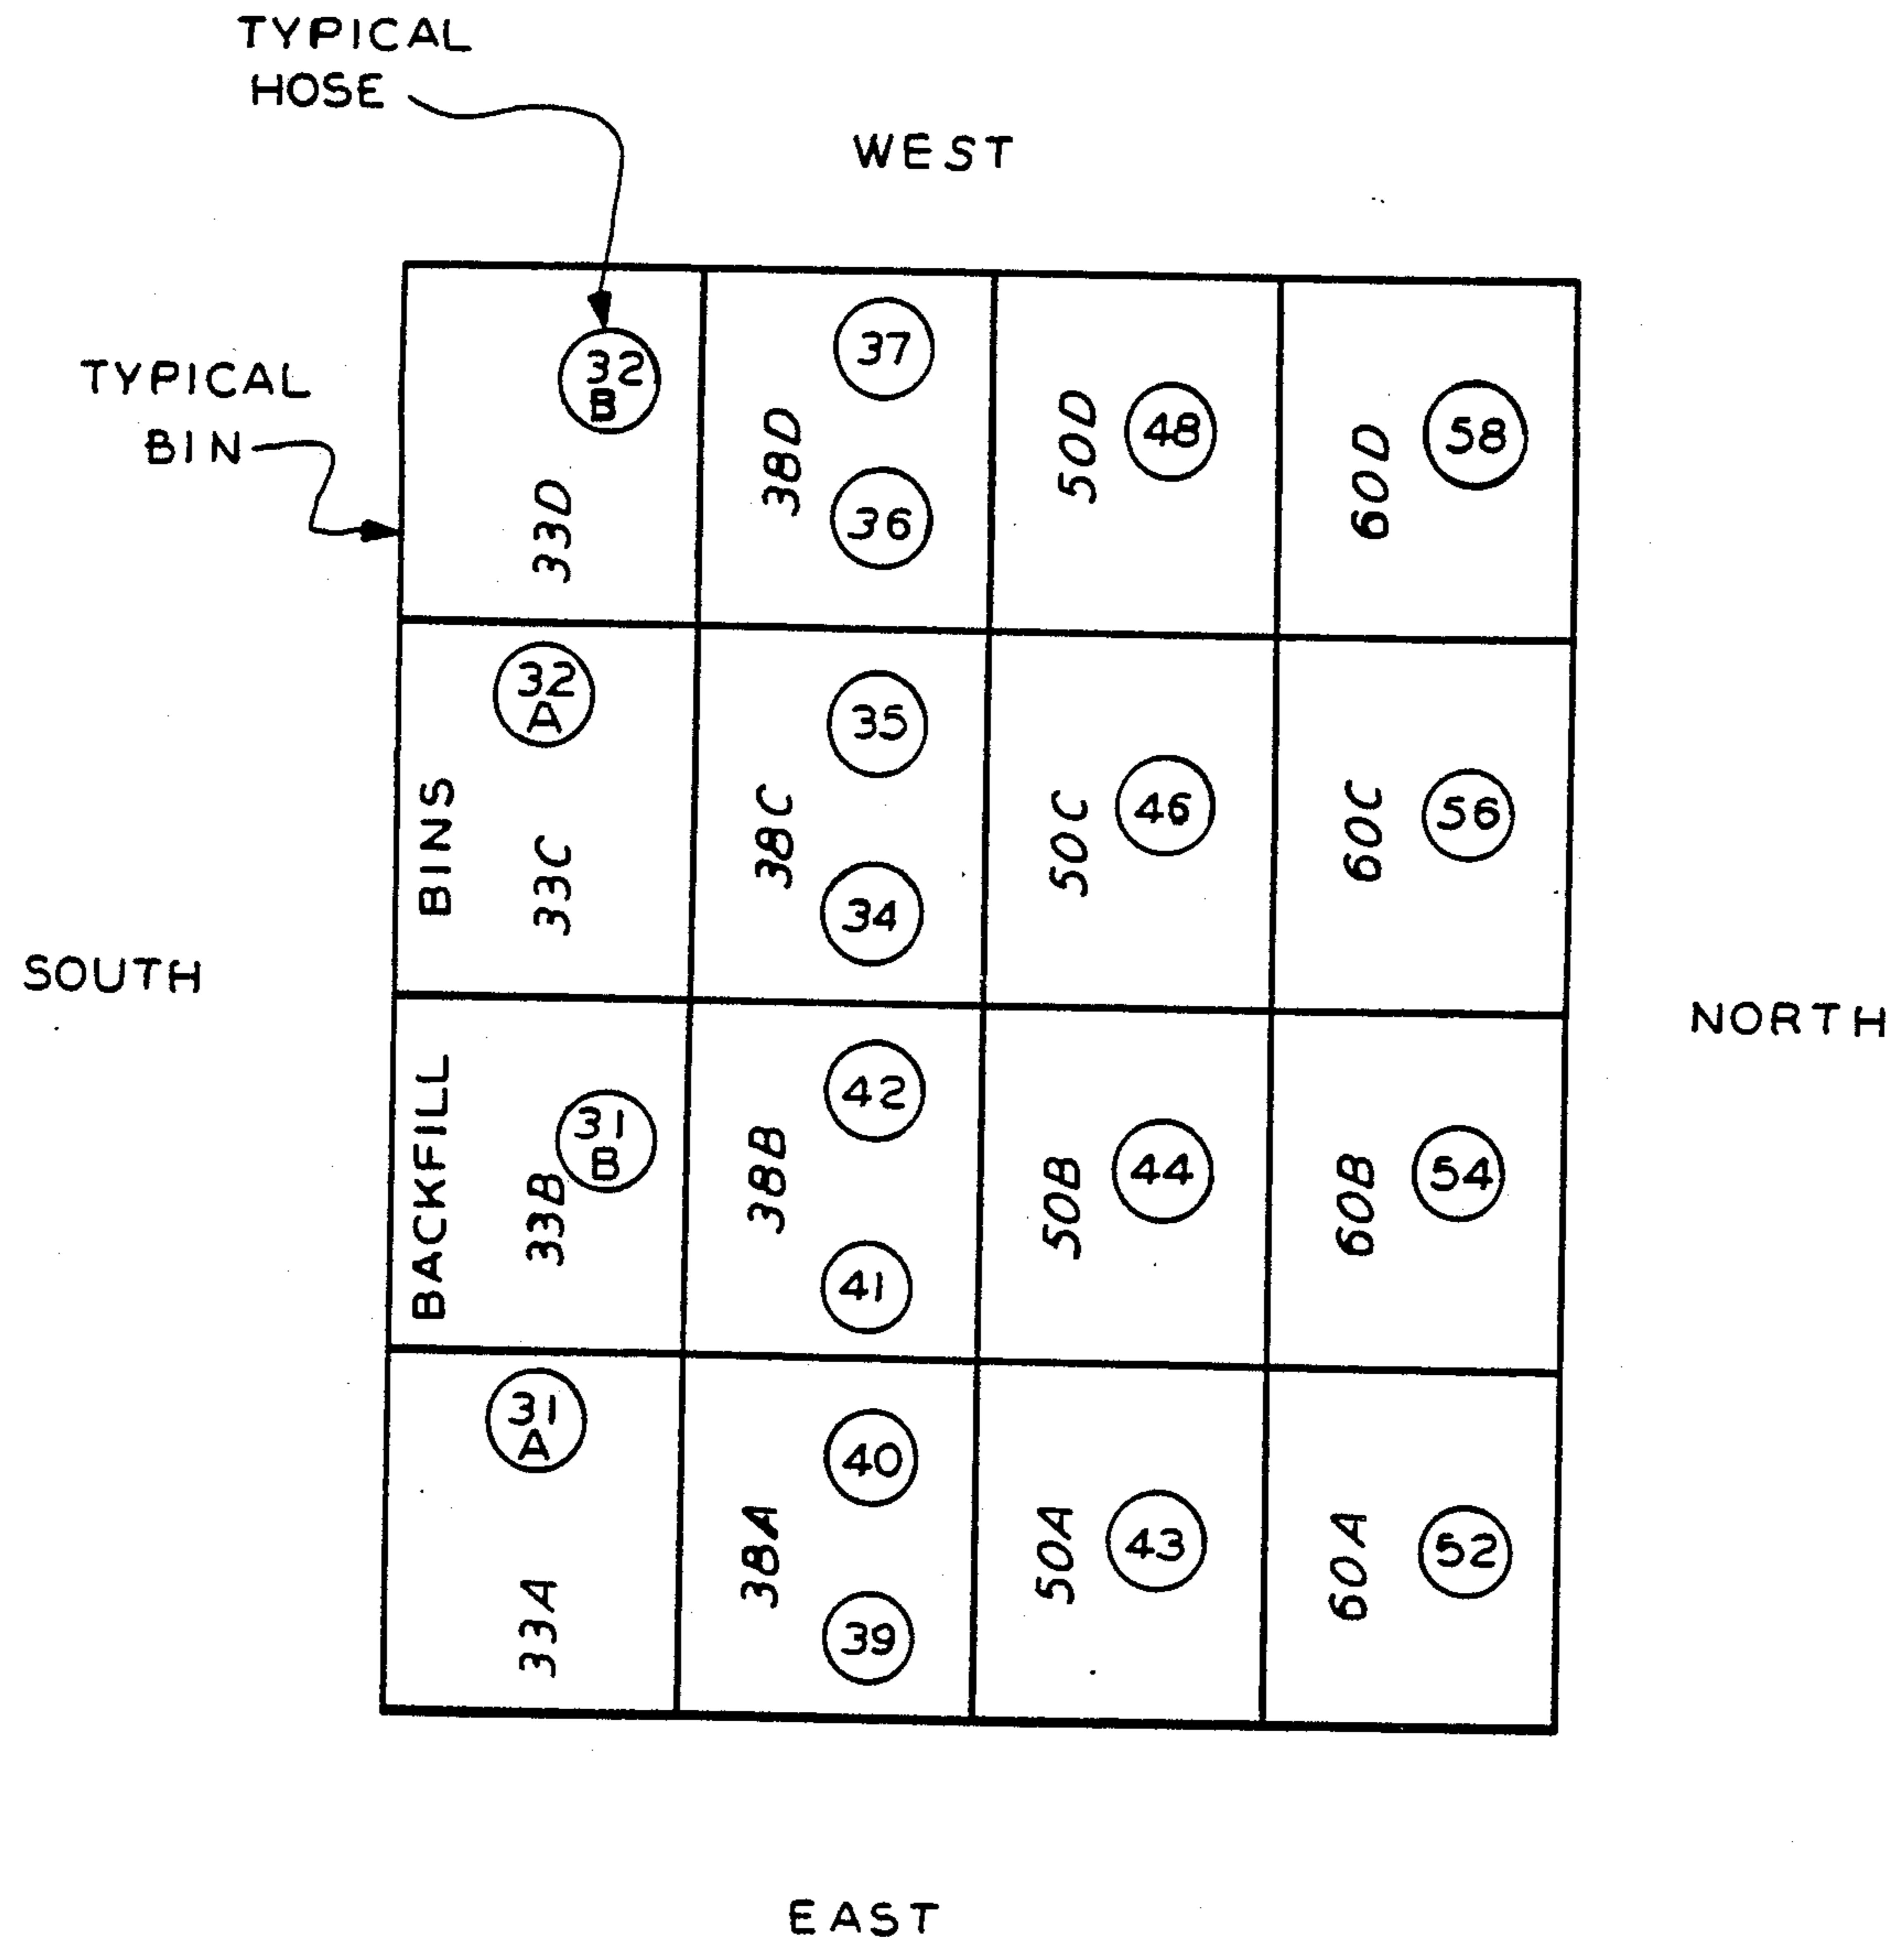 TYPICAL
HOSE
WEST
TYPICAL
BIN
32
B
33D
37
38D
36
50D
48
60D
58
BINS
32
A
33C
35
38C
34
50C
46
60C
56
SOUTH
NORTH
BACKFILL
31
B
33B
42
38B
41
50B
44
60B
54
31
A
33A
40
38A
39
50A
43
60A
52
EAST